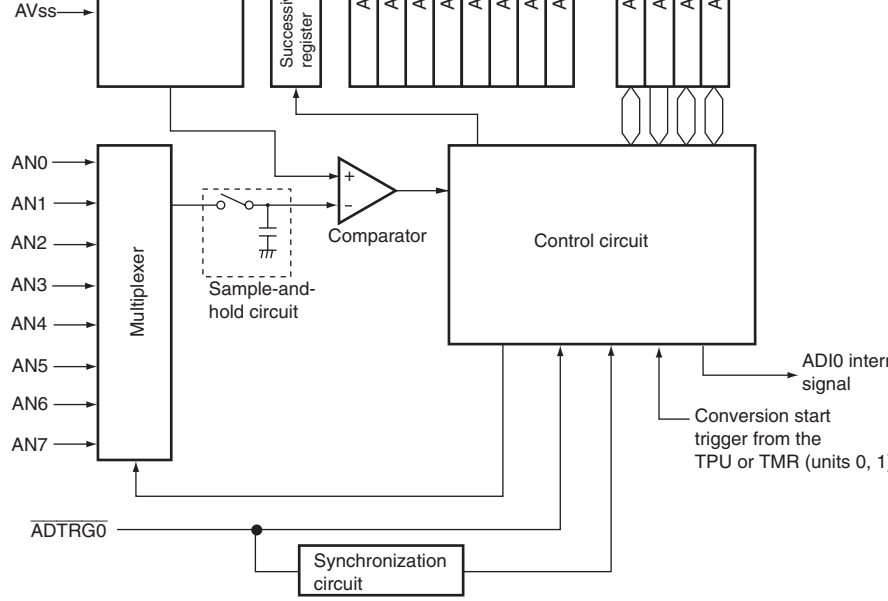 AVss
register
AN0
AN1
AN2
AN3
AN4
AN5
AN6
AN7
Multiplexer
+
−
Comparator
Sample-and-
hold circuit
Control circuit
ADI0
signal
Conversion start
trigger from the
TPU or TMR (units 0, 1)
ADTRG0
Synchronization
circuit